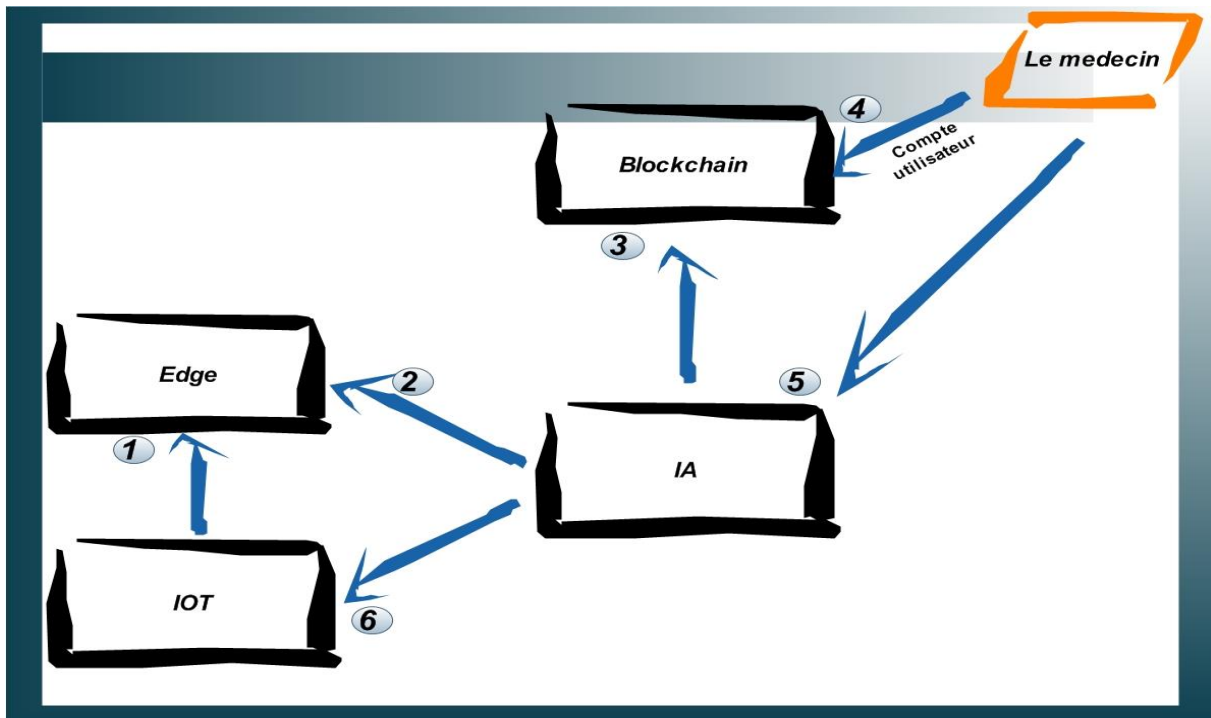 Le medecin
4
Compte
utilisateur
Blockchain
3
Edge
2
5
1
IA
IOT
6